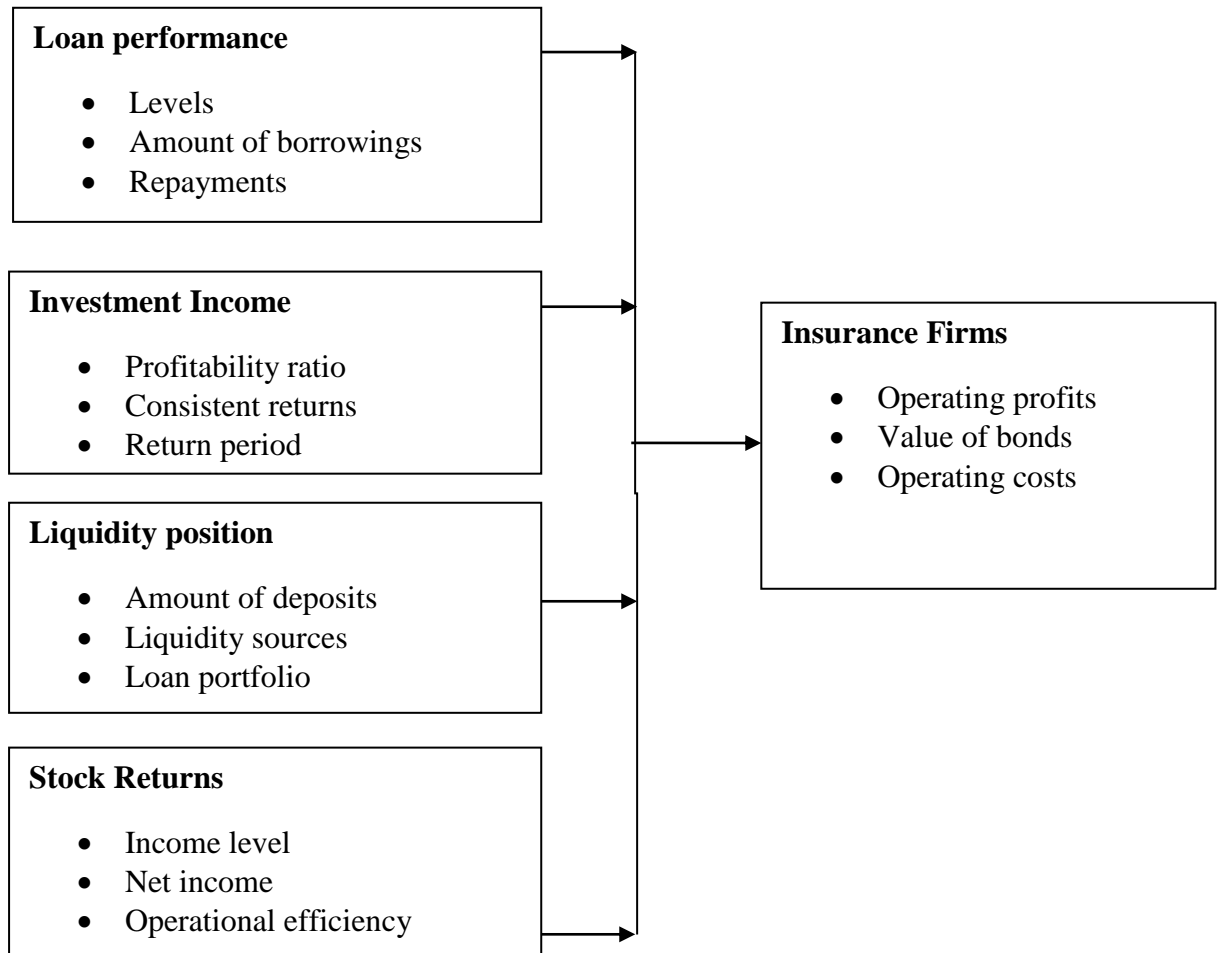 Loan performance
• Levels
• Amount of borrowings
• Repayments
Investment Income
• Profitability ratio
• Consistent returns
• Return period
Liquidity position
• Amount of deposits
• Liquidity sources
• Loan portfolio
Stock Returns
• Income level
• Net income
• Operational efficiency
Insurance Firms
• Operating profits
• Value of bonds
• Operating costs